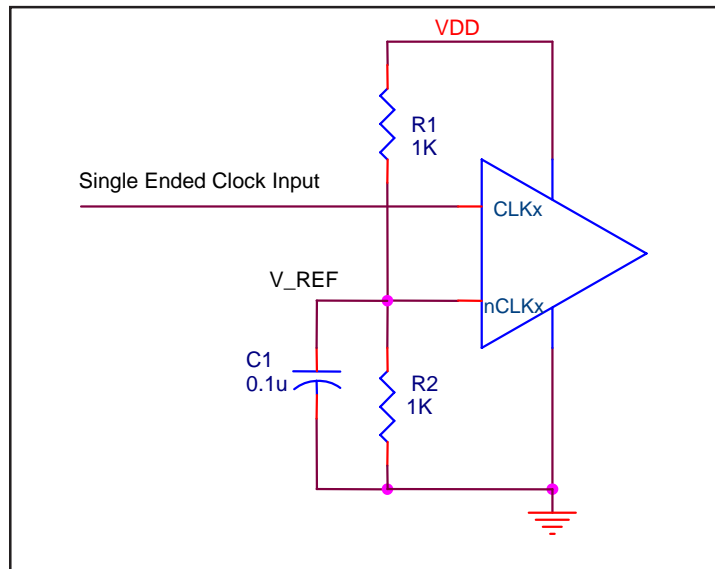 VDD
R1
1K
Single Ended Clock Input
CLKx
V_REF
nCLKx
C1
0.1u
R2
1K